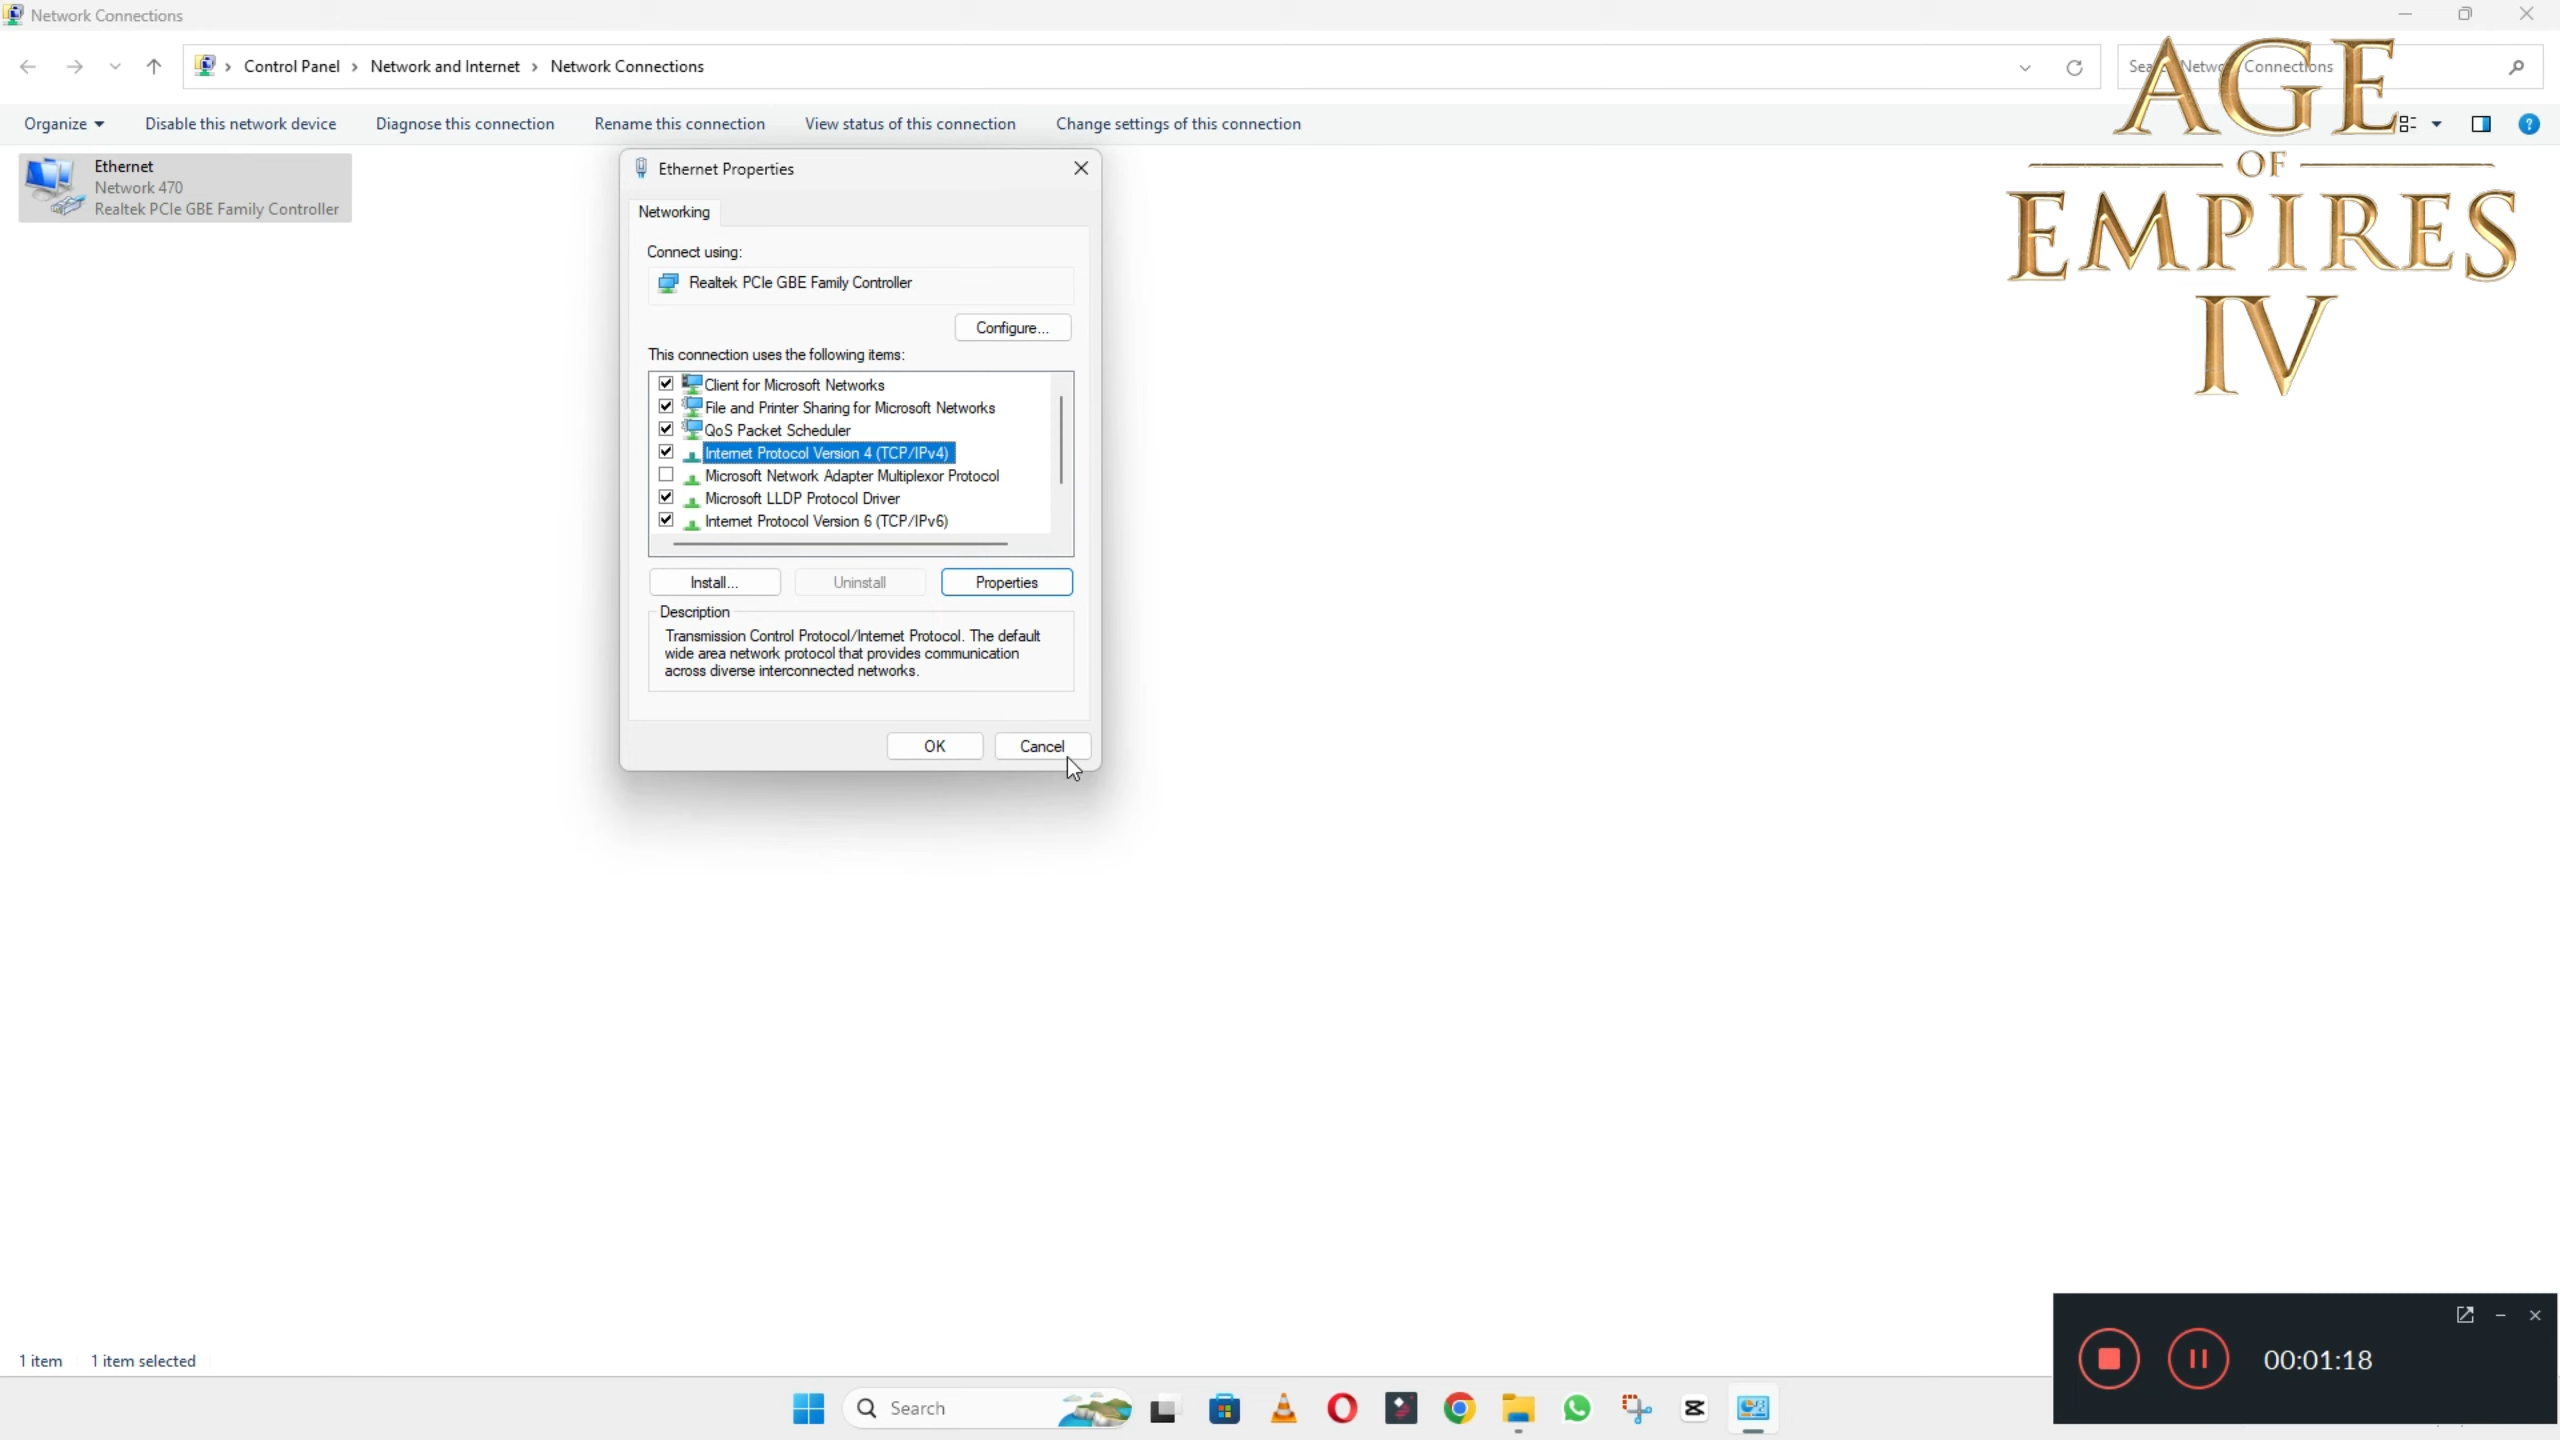 Network Connections
Control Panel > Network and Internet > Network Connections
Sea Netwo Connections
Organize
Disable this network device
Diagnose this connection
Rename this connection
View status of this connection
Change settings of this connection
AGE
OF
EMPIRES
IV
Ethernet
Network 470
Realtek PCIe GBE Family Controller
Ethernet Properties
Networking
Connect using:
Realtek PCIe GBE Family Controller
Configure...
This connection uses the following items:
Client for Microsoft Networks
File and Printer Sharing for Microsoft Networks
QoS Packet Scheduler
Internet Protocol Version 4 (TCP/IPv4)
Microsoft Network Adapter Multiplexor Protocol
Microsoft LLDP Protocol Driver
Internet Protocol Version 6 (TCP/IPv6)
Install...
Uninstall
Properties
Description
Transmission Control Protocol/Internet Protocol. The default
wide area network protocol that provides communication
across diverse interconnected networks.
OK
Cancel
1 item
1 item selected
00:01:18
Search